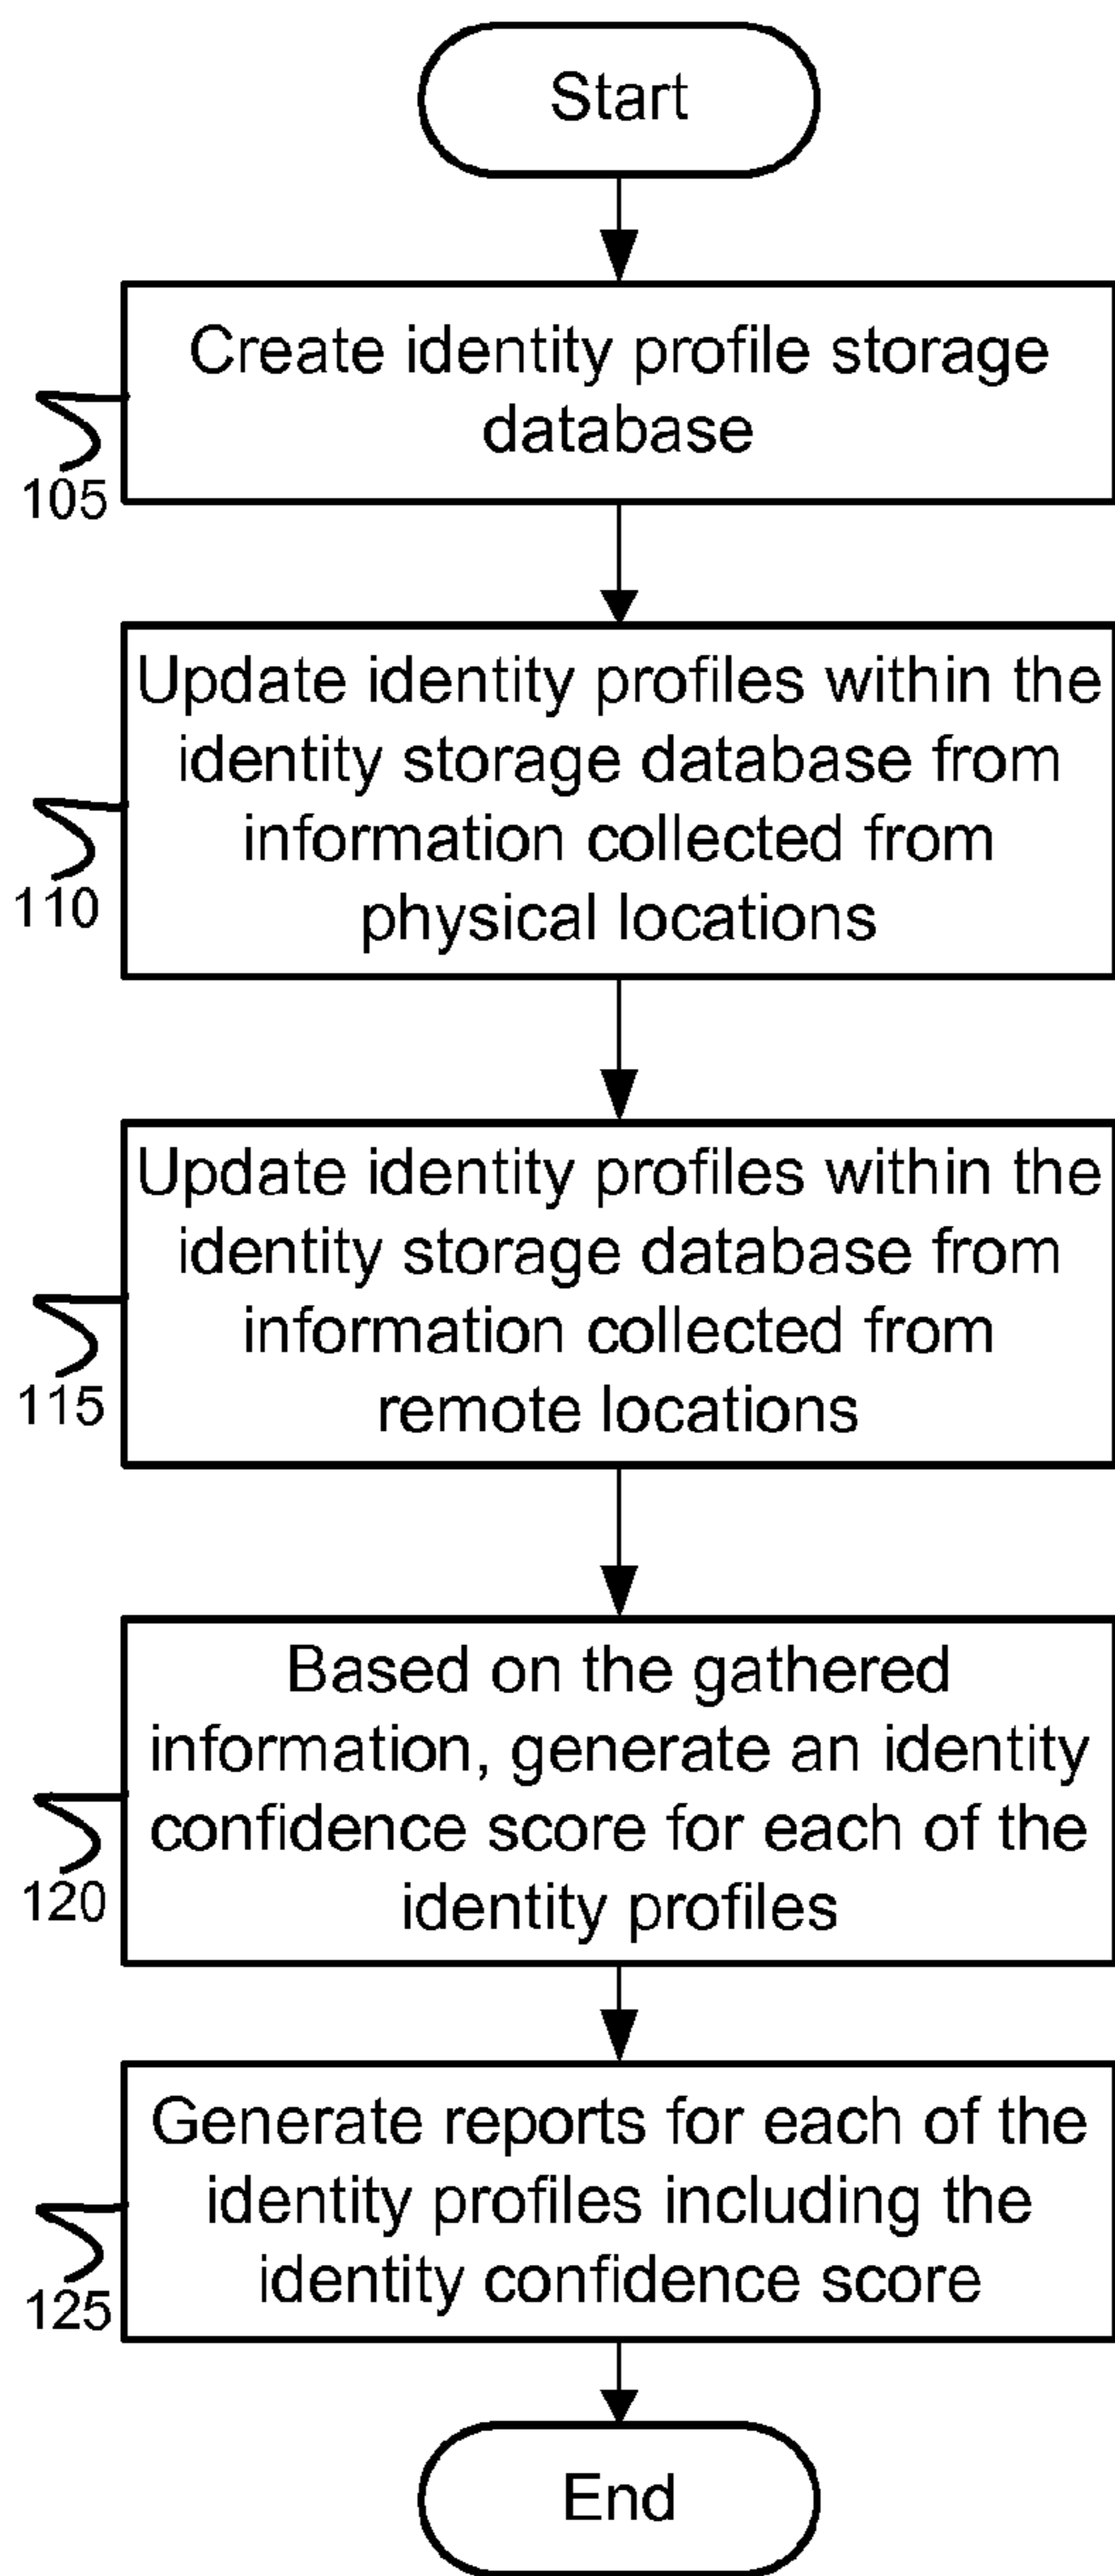 Start
Create identity profile storage
database
105
Update identity profiles within the
identity storage database from
information collected from
physical locations
110
Update identity profiles within the
identity storage database from
information collected from
remote locations
115
Based on the gathered
information, generate an identity
confidence score for each of the
identity profiles
120
Generate reports for each of the
identity profiles including the
identity confidence score
125
End